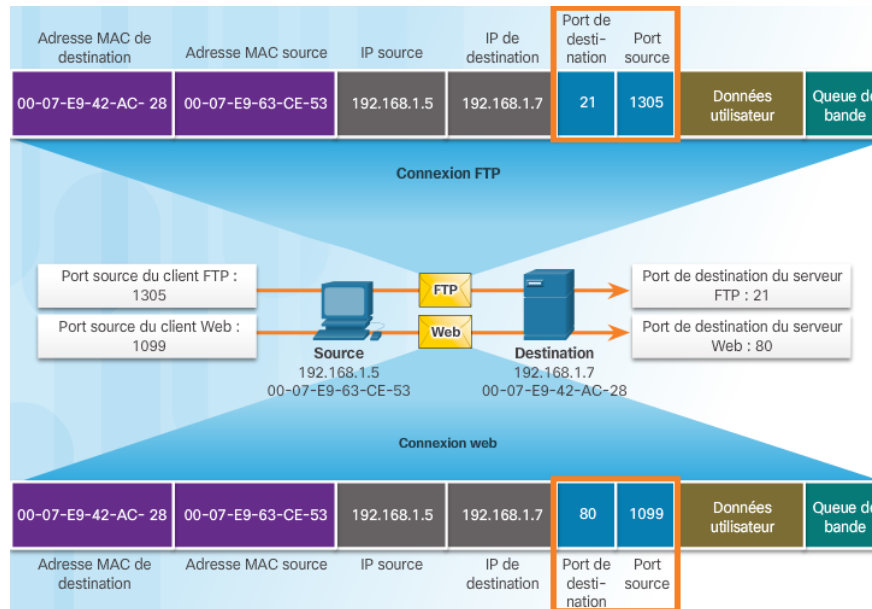 Adresse MAC de
destination
Adresse MAC source
IP source
IP de
destination
Port de
desti-
nation
Port
source
00-07-E9-42-AC- 28
00-07-E9-63-CE-53
192.168.1.5
192.168.1.7
21
1305
Données
utilisateur
Queue de
bande
Connexion FTP
Port source du client FTP :
1305
FTP
Port de destination du serveur
FTP : 21
Port source du client Web :
1099
Web
Port de destination du serveur
Web : 80
Source
192.168.1.5
00-07-E9-63-CE-53
Destination
192.168.1.7
00-07-E9-42-AC-28
Connexion web
00-07-E9-42-AC- 28
00-07-E9-63-CE-53
192.168.1.5
192.168.1.7
80
1099
Données
utilisateur
Queue de
bande
Adresse MAC de
destination
Adresse MAC source
IP source
IP de
destination
Port de
desti-
nation
Port
source